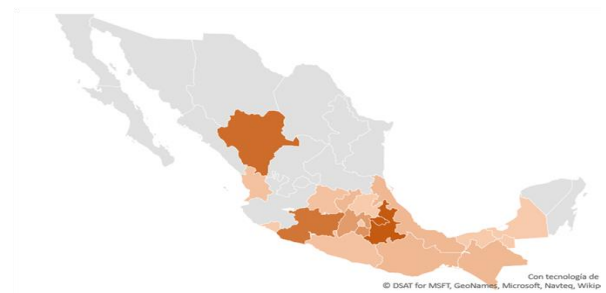 Con tecnología de
© DSAT for MSFT, GeoNames, Microsoft, Navteq, Wikip